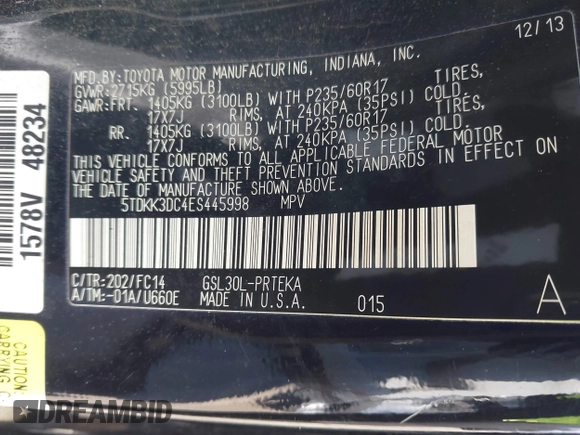 12/13
MFD.BY:TOYOTA MOTOR MANUFACTURING, INDIANA, INC.
GVWR:2715KG (5995LB)
GAWR:FRT. 1405KG (3100LB) WITH P235/60R17 TIRES,
17X7J RIMS, AT 240KPA (35PSI) COLD.
RR. 1405KG (3100LB) WITH P235/60R17 TIRES,
17X7J RIMS, AT 240KPA (35PSI) COLD.
THIS VEHICLE CONFORMS TO ALL APPLICABLE FEDERAL MOTOR
VEHICLE SAFETY AND THEFT PREVENTION STANDARDS IN EFFECT ON
THE DATE OF MANUFACTURE SHOWN ABOVE.
5TDKK3DC4ES445998 MPV
C/TR:202/FC14 GSL30L-PRTEKA
A/TM:-01A/U660E MADE IN U.S.A. 015 A
1578V 48234
CAUTION
CARRYING
DREAMBID